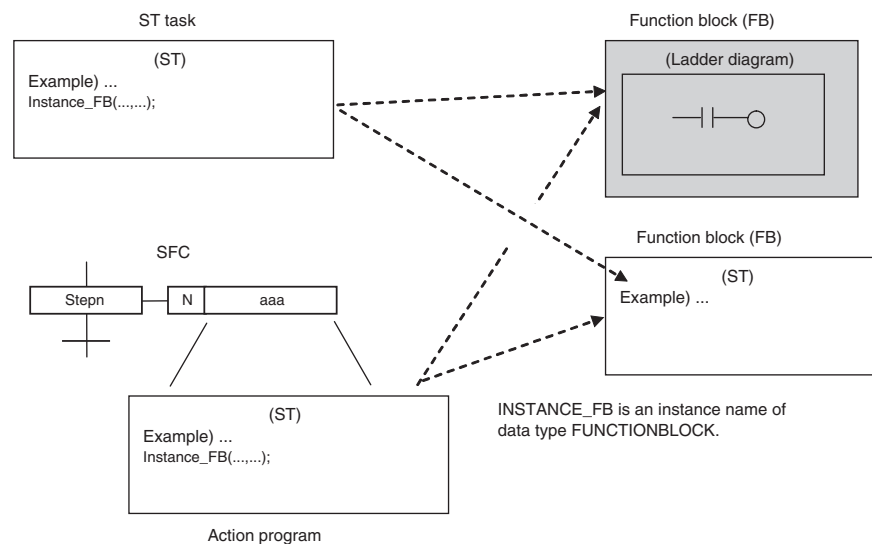 ST task
(ST)
Example) ...
Instance_FB(...,...);
Function block (FB)
(Ladder diagram)
SFC
Stepn
N
aaa
(ST)
Example) ...
Instance_FB(...,...);
Action program
Function block (FB)
(ST)
Example) ...
INSTANCE_FB is an instance name of
data type FUNCTIONBLOCK.